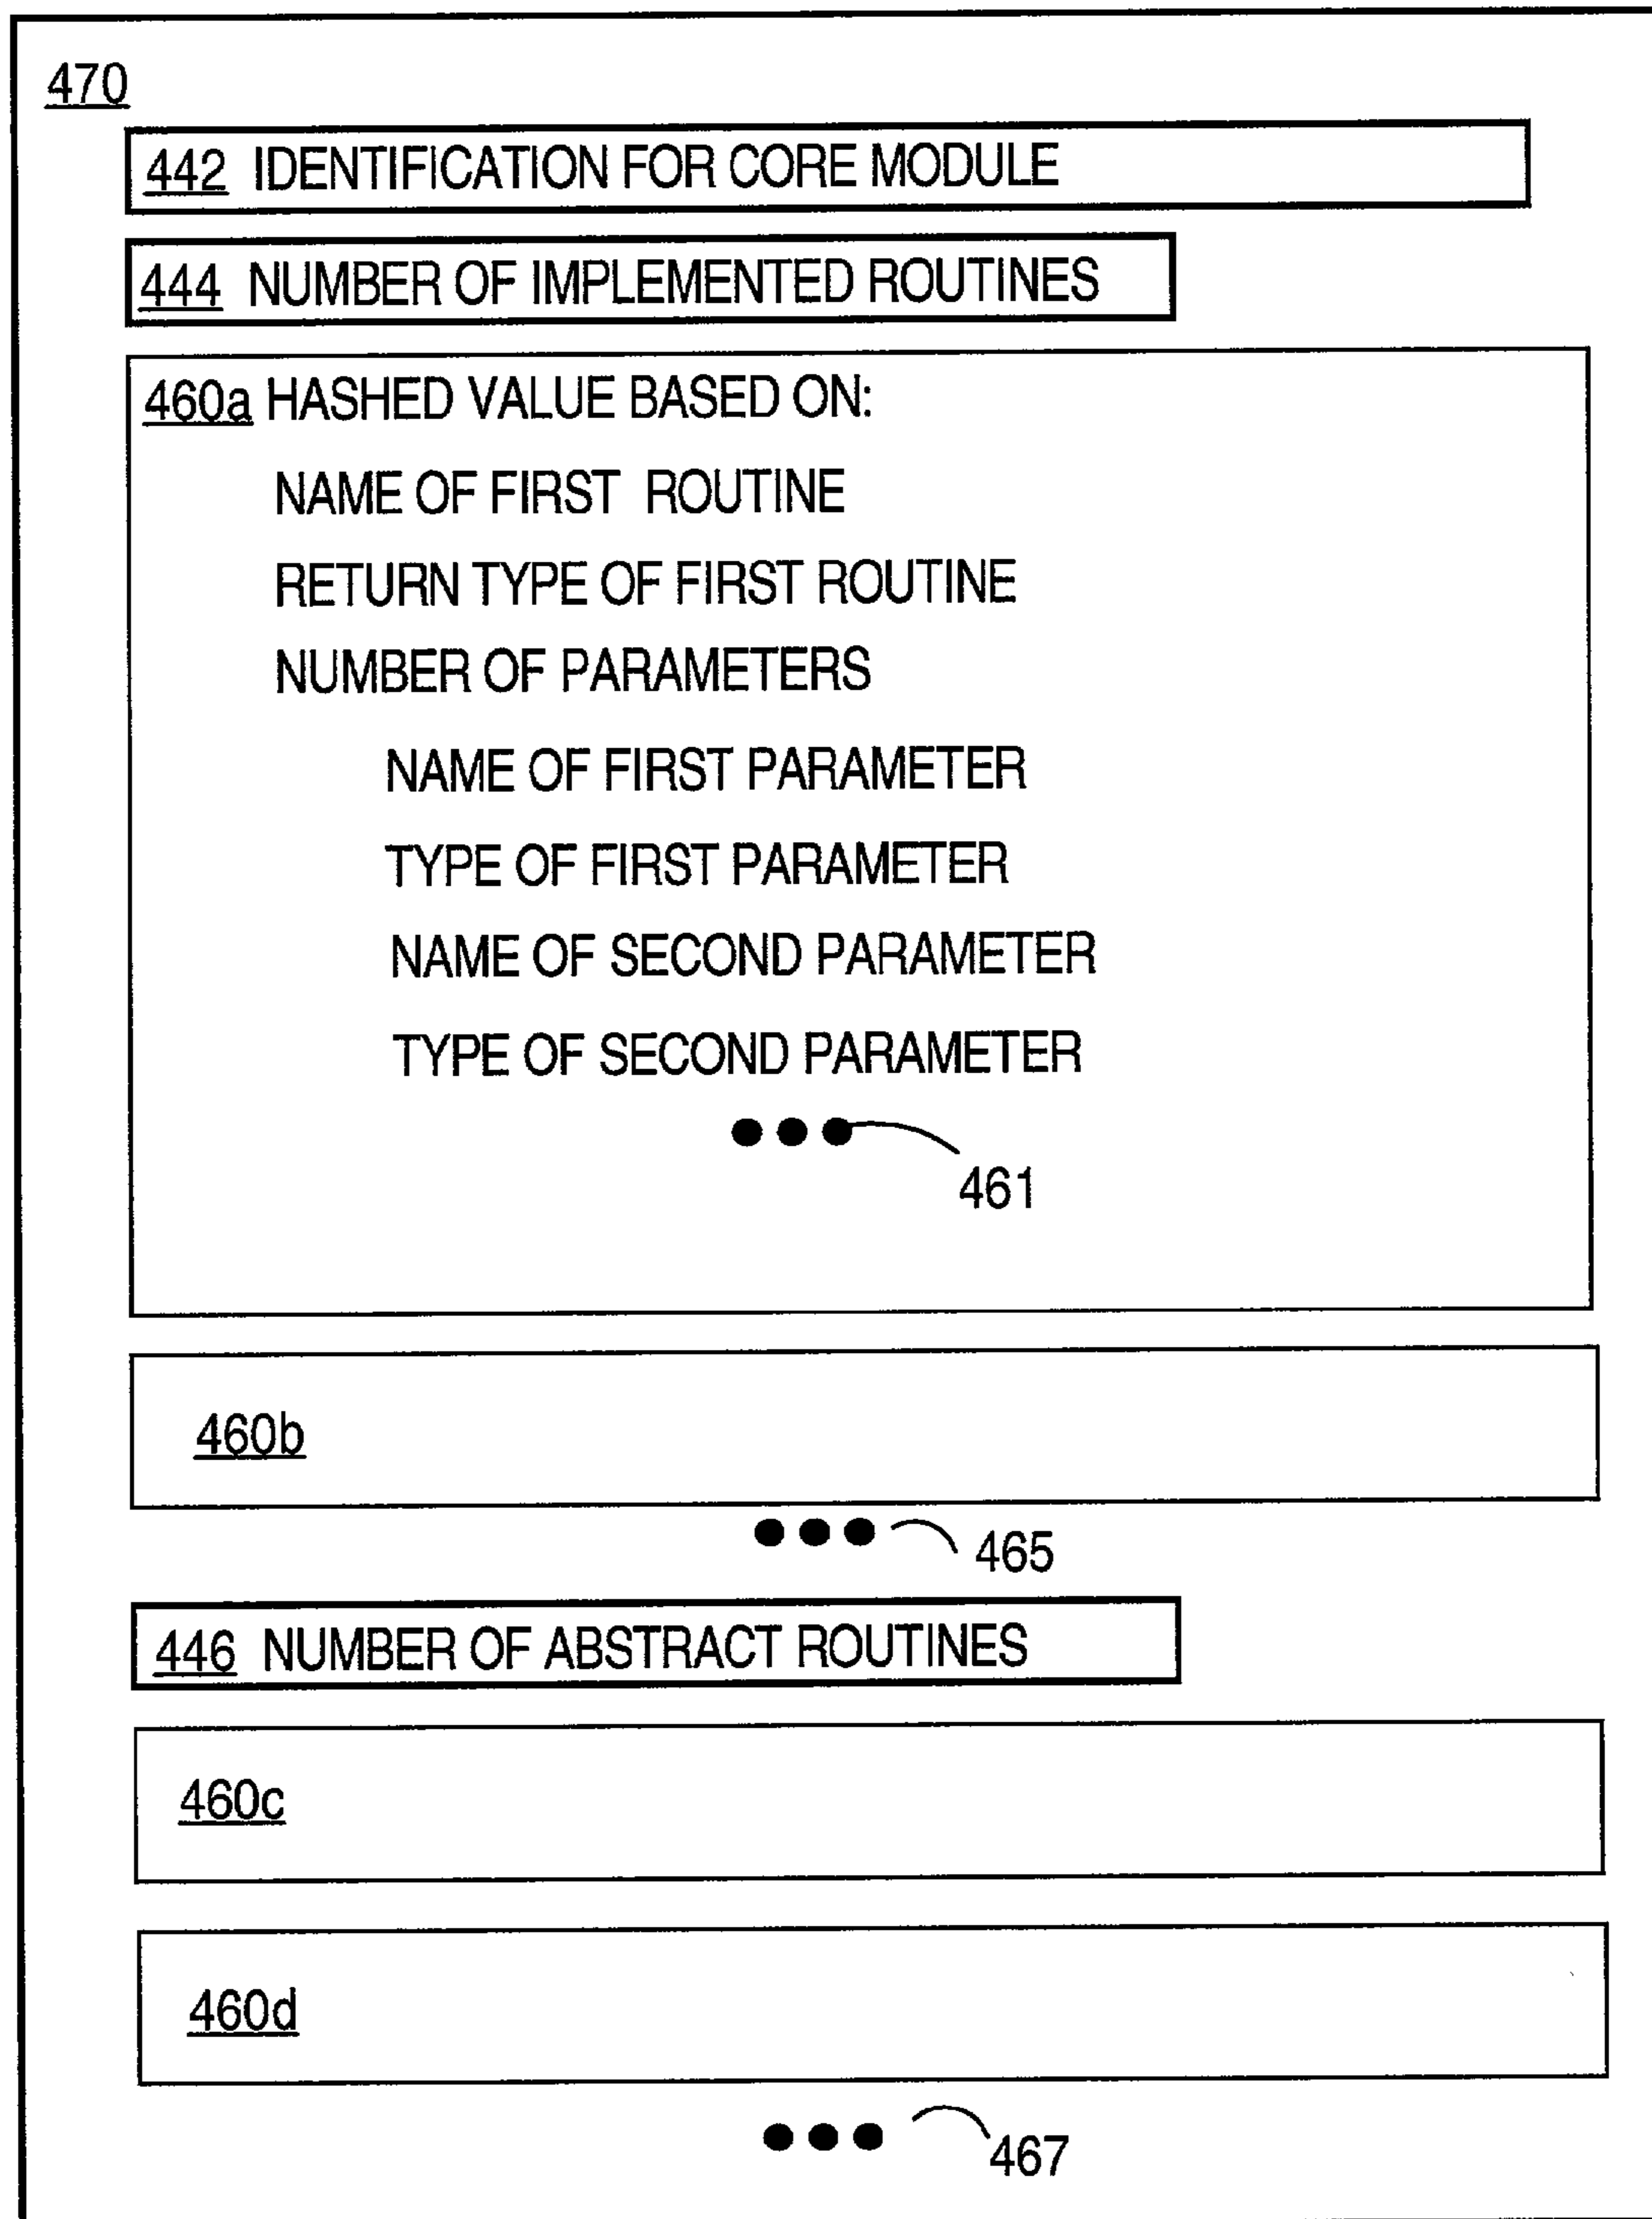 470
442 IDENTIFICATION FOR CORE MODULE
444 NUMBER OF IMPLEMENTED ROUTINES
460a HASHED VALUE BASED ON:
NAME OF FIRST ROUTINE
RETURN TYPE OF FIRST ROUTINE
NUMBER OF PARAMETERS
NAME OF FIRST PARAMETER
TYPE OF FIRST PARAMETER
NAME OF SECOND PARAMETER
TYPE OF SECOND PARAMETER
●●●
461
460b
●●●
465
446 NUMBER OF ABSTRACT ROUTINES
460c
460d
●●●
467